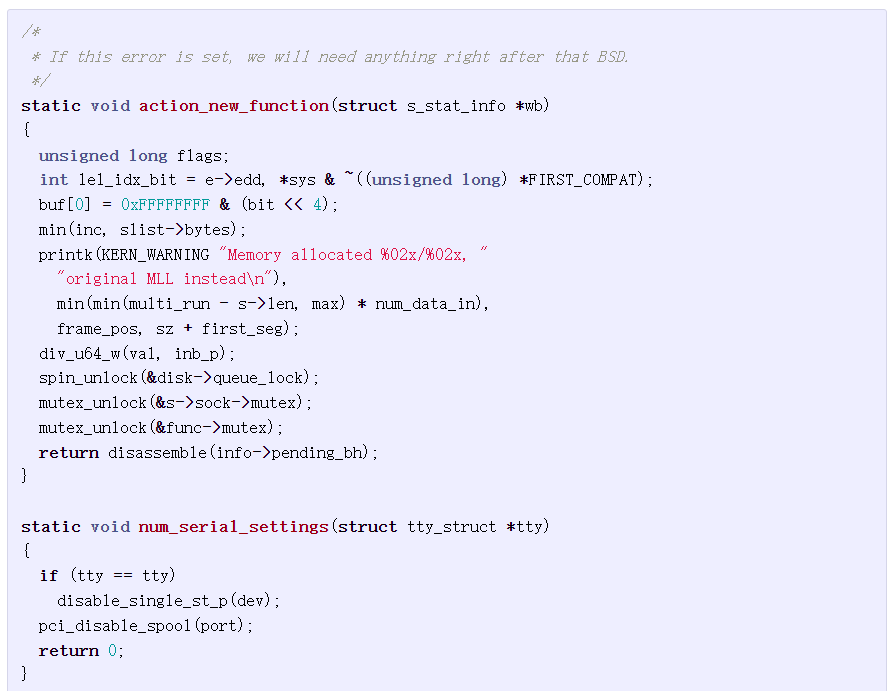 /*
 * If this error is set, we will need anything right after that BSD.
 */
static void action_new_function(struct s_stat_info *wb)
{
  unsigned long flags;
  int lel_idx_bit = e->edd, *sys & ~((unsigned long) *FIRST_COMPAT);
  buf[0] = 0xFFFFFFFF & (bit << 4);
  min(inc, slist->bytes);
  printk(KERN_WARNING "Memory allocated %02x/%02x, "
    "original MLL instead\n"),
    min(min(multi_run - s->len, max) * num_data_in),
    frame_pos, sz + first_seg);
  div_u64_w(val, inb_p);
  spin_unlock(&disk->queue_lock);
  mutex_unlock(&s->sock->mutex);
  mutex_unlock(&func->mutex);
  return disassemble(info->pending_bh);
}

static void num_serial_settings(struct tty_struct *tty)
{
  if (tty == tty)
    disable_single_st_p(dev);
  pci_disable_spool(port);
  return 0;
}